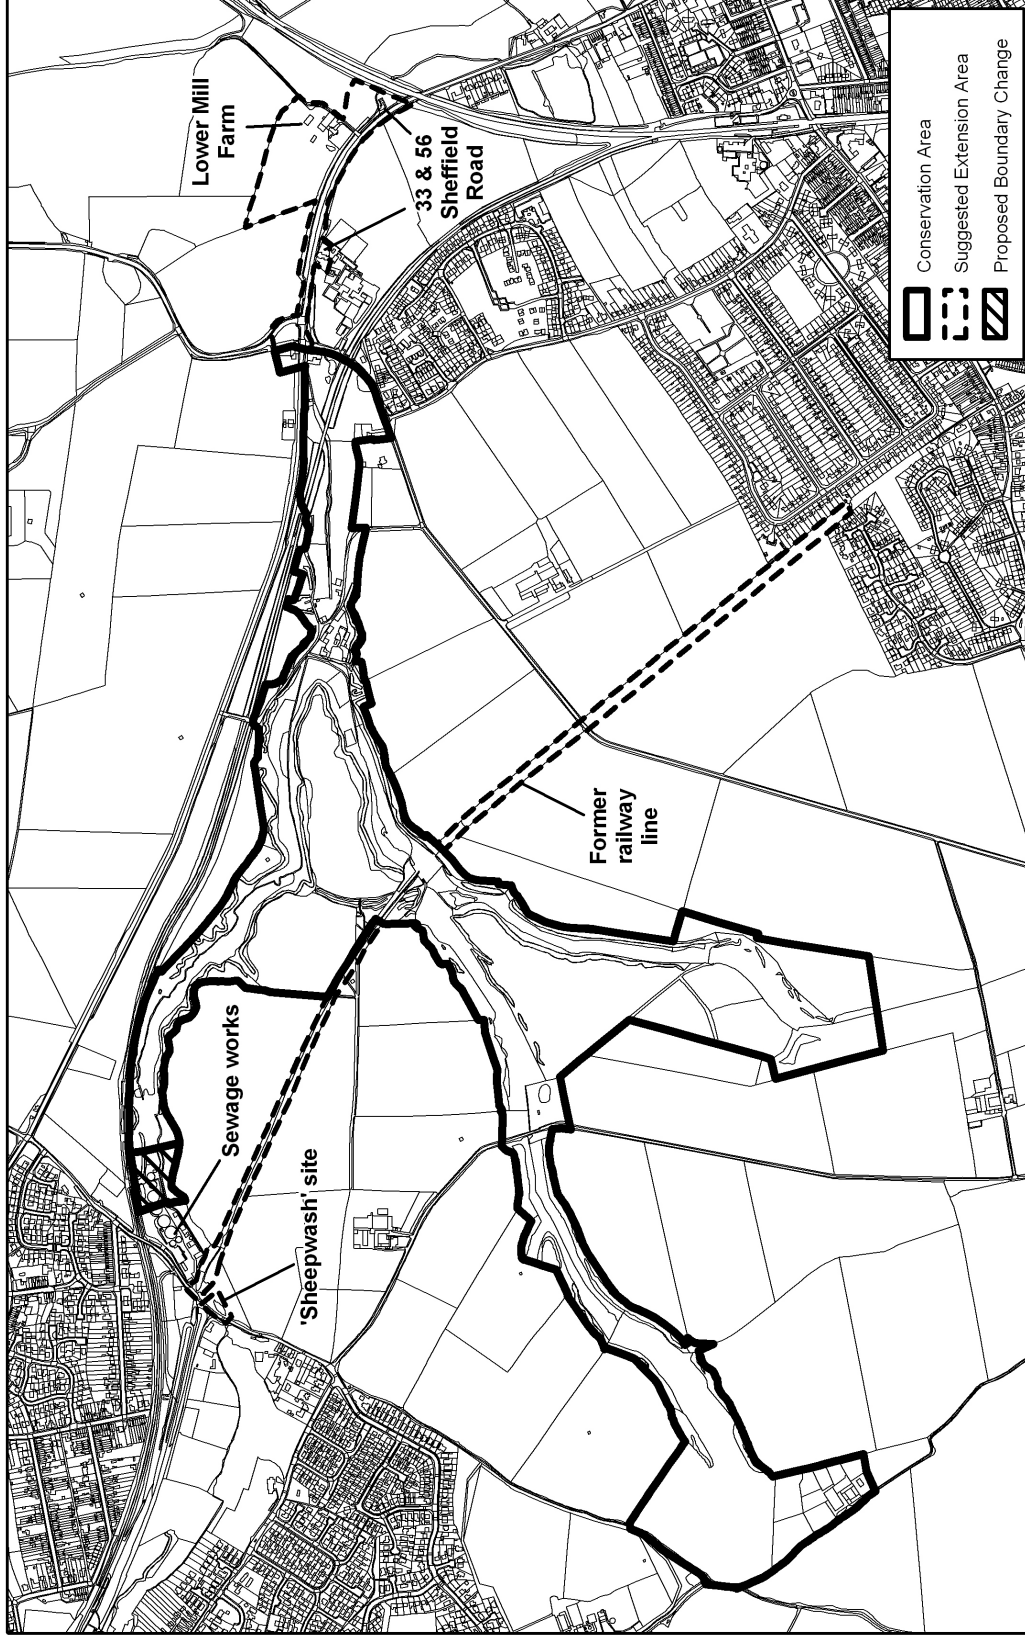 Lower Mill
Farm
33 & 56
Sheffield
Road
Former
railway
line
Sewage works
'Sheepwash' site
Conservation Area
Suggested Extension Area
Proposed Boundary Change